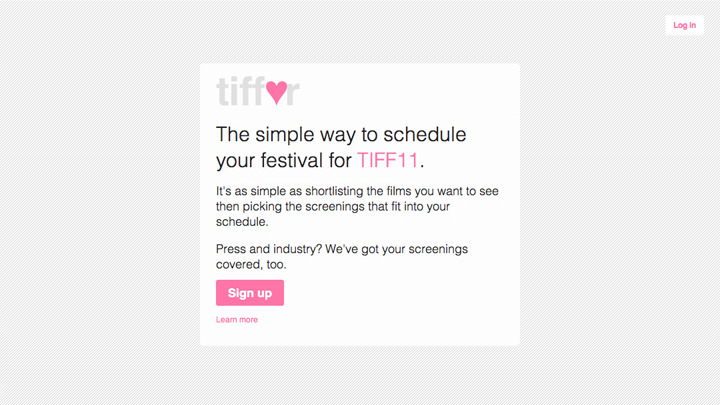 Log in
tiff♥r
The simple way to schedule
your festival for TIFF11.
It's as simple as shortlisting the films you want to see
then picking the screenings that fit into your
schedule.
Press and industry? We've got your screenings
covered, too.
Sign up
Learn more